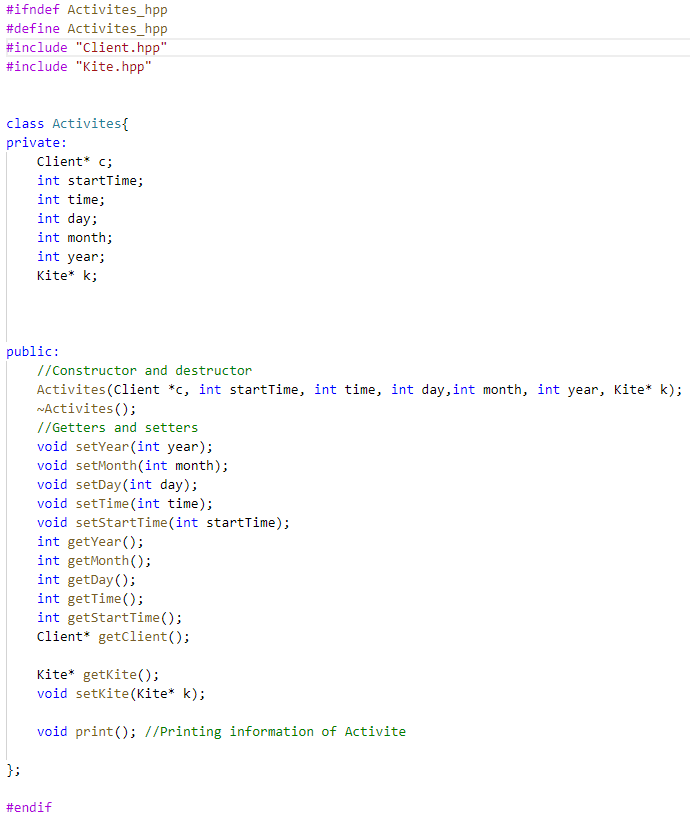 #ifndef Activites_hpp
#define Activites_hpp
#include "Client.hpp"
#include "Kite.hpp"
class Activites{
private:
Client* c;
int startTime;
int time;
int day;
int month;
int year;
Kite* k;
public:
//Constructor and destructor
Activites(Client *c, int startTime, int time, int day,int month, int year, Kite* k);
~Activites();
//Getters and setters
void setYear(int year);
void setMonth(int month);
void setDay(int day);
void setTime(int time);
void setStartTime(int startTime);
int getYear();
int getMonth();
int getDay();
int getTime();
int getStartTime();
Client* getClient();
Kite* getKite();
void setKite(Kite* k);
void print(); //Printing information of Activite
};
#endif